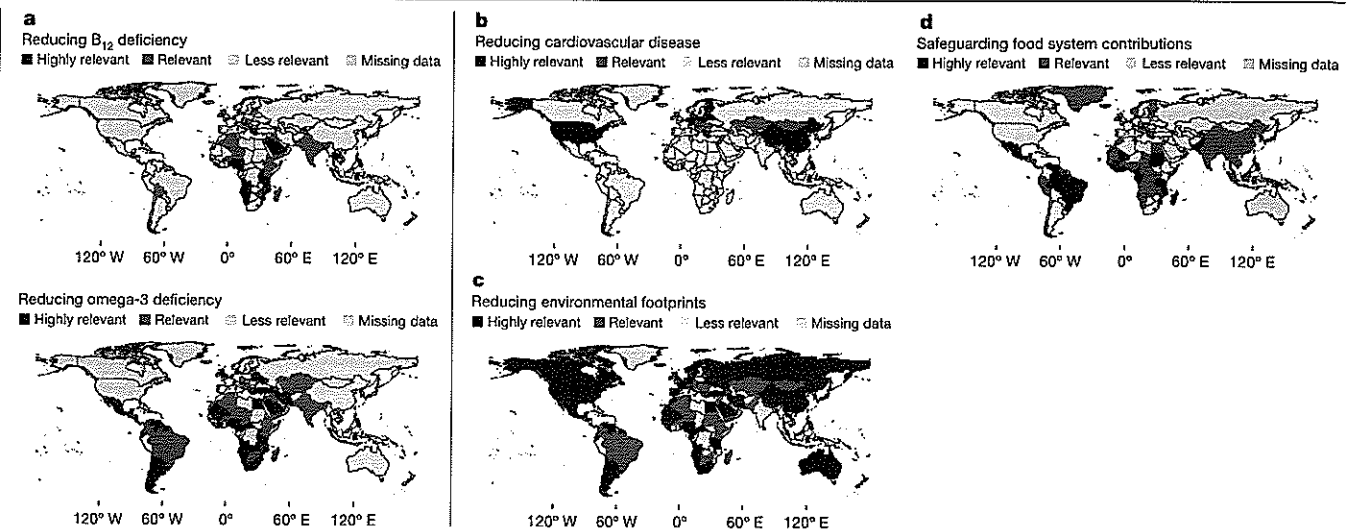 a
Reducing B₁₂ deficiency
Highly relevant Relevant Less relevant Missing data
120° W 60° W 0° 60° E 120° E
Reducing omega-3 deficiency
Highly relevant Relevant Less relevant Missing data
120° W 60° W 0° 60° E 120° E
b
Reducing cardiovascular disease
Highly relevant Relevant Less relevant Missing data
120° W 60° W 0° 60° E 120° E
c
Reducing environmental footprints
Highly relevant Relevant Less relevant Missing data
120° W 60° W 0° 60° E 120° E
d
Safeguarding food system contributions
Highly relevant Relevant Less relevant Missing data
120° W 60° W 0° 60° E 120° E